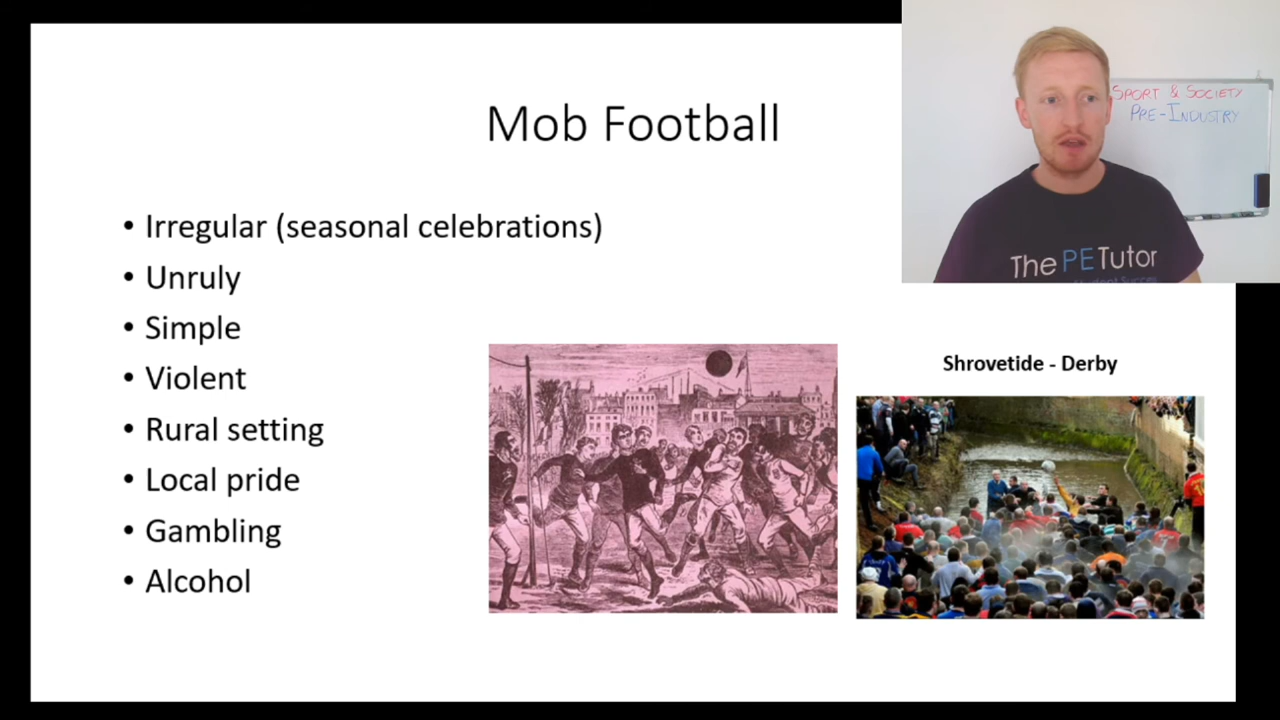 Mob Football
SPORT & SOCIETY
PRE-INDUSTRY
The PE Tutor
• Irregular (seasonal celebrations)
• Unruly
• Simple
• Violent
• Rural setting
• Local pride
• Gambling
• Alcohol
Shrovetide - Derby